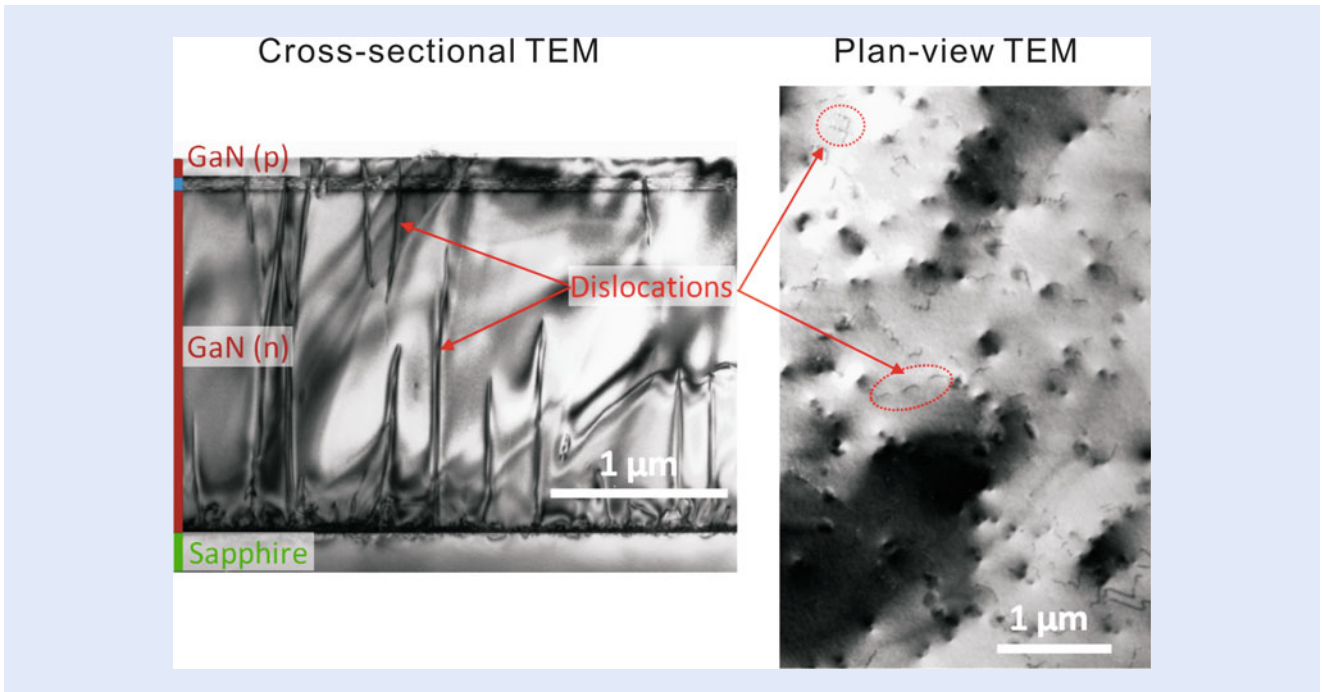 Cross-sectional TEM
Plan-view TEM
GaN (p)
Dislocations
GaN (n)
1 μm
Sapphire
1 μm